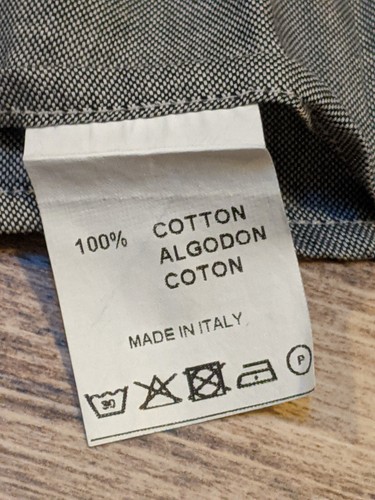 100% COTTON
ALGODON
COTON
MADE IN ITALY
30 P